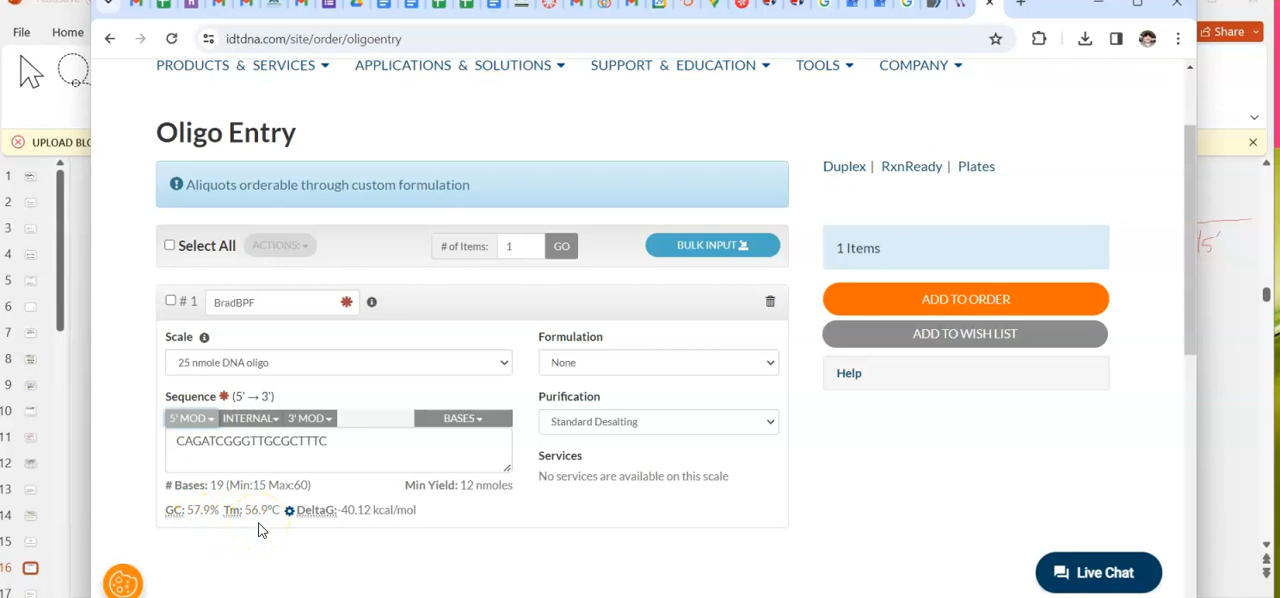 File Home
Share
idtdna.com/site/order/oligoentry
PRODUCTS & SERVICES APPLICATIONS & SOLUTIONS SUPPORT & EDUCATION TOOLS COMPANY
UPLOAD BLO
Oligo Entry
Aliquots orderable through custom formulation
Duplex | RxnReady | Plates
15'
Select All ACTIONS: # of Items: 1 GO BULK INPUT
1 Items
# 1 BradBPF
ADD TO ORDER
ADD TO WISH LIST
Help
Scale
25 nmole DNA oligo
Formulation
None
Sequence (5' → 3')
5' MOD INTERNAL 3' MOD BASES
CAGATCGGGTTGCGCTTTC
Purification
Standard Desalting
Services
No services are available on this scale
# Bases: 19 (Min:15 Max:60) Min Yield: 12 nmoles
GC: 57.9% Tm: 56.9ºC DeltaG:-40.12 kcal/mol
Live Chat
1
2
3
4
5
6
7
8
9
10
11
12
13
14
15
16
17